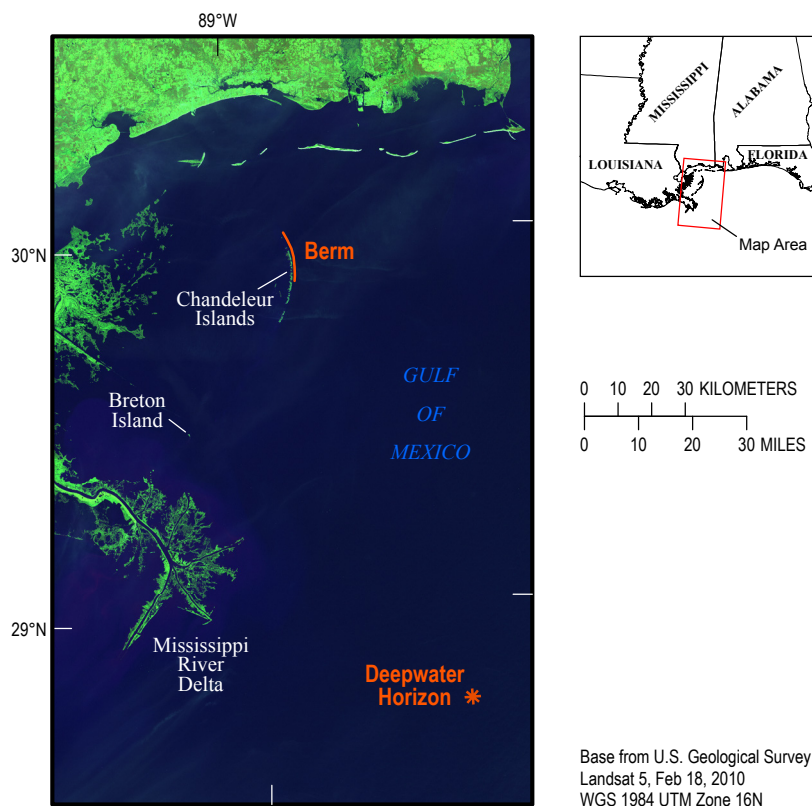 89°W
30°N
29°N
Berm
Chandeleur
Islands
Breton
Island
GULF
OF
MEXICO
Mississippi
River
Delta
Deepwater
Horizon
MISSISSIPPI
ALABAMA
LOUISIANA
FLORIDA
Map Area
0 10 20 30 KILOMETERS
0 10 20 30 MILES
Base from U.S. Geological Survey
Landsat 5, Feb 18, 2010
WGS 1984 UTM Zone 16N